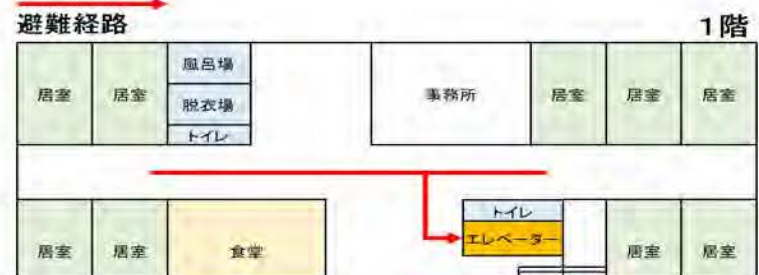 避難経路
1階
居室 居室 風呂場 事務所 居室 居室 居室
脱衣場
トイレ
トイレ
エレベーター
居室 居室 食堂 居室 居室